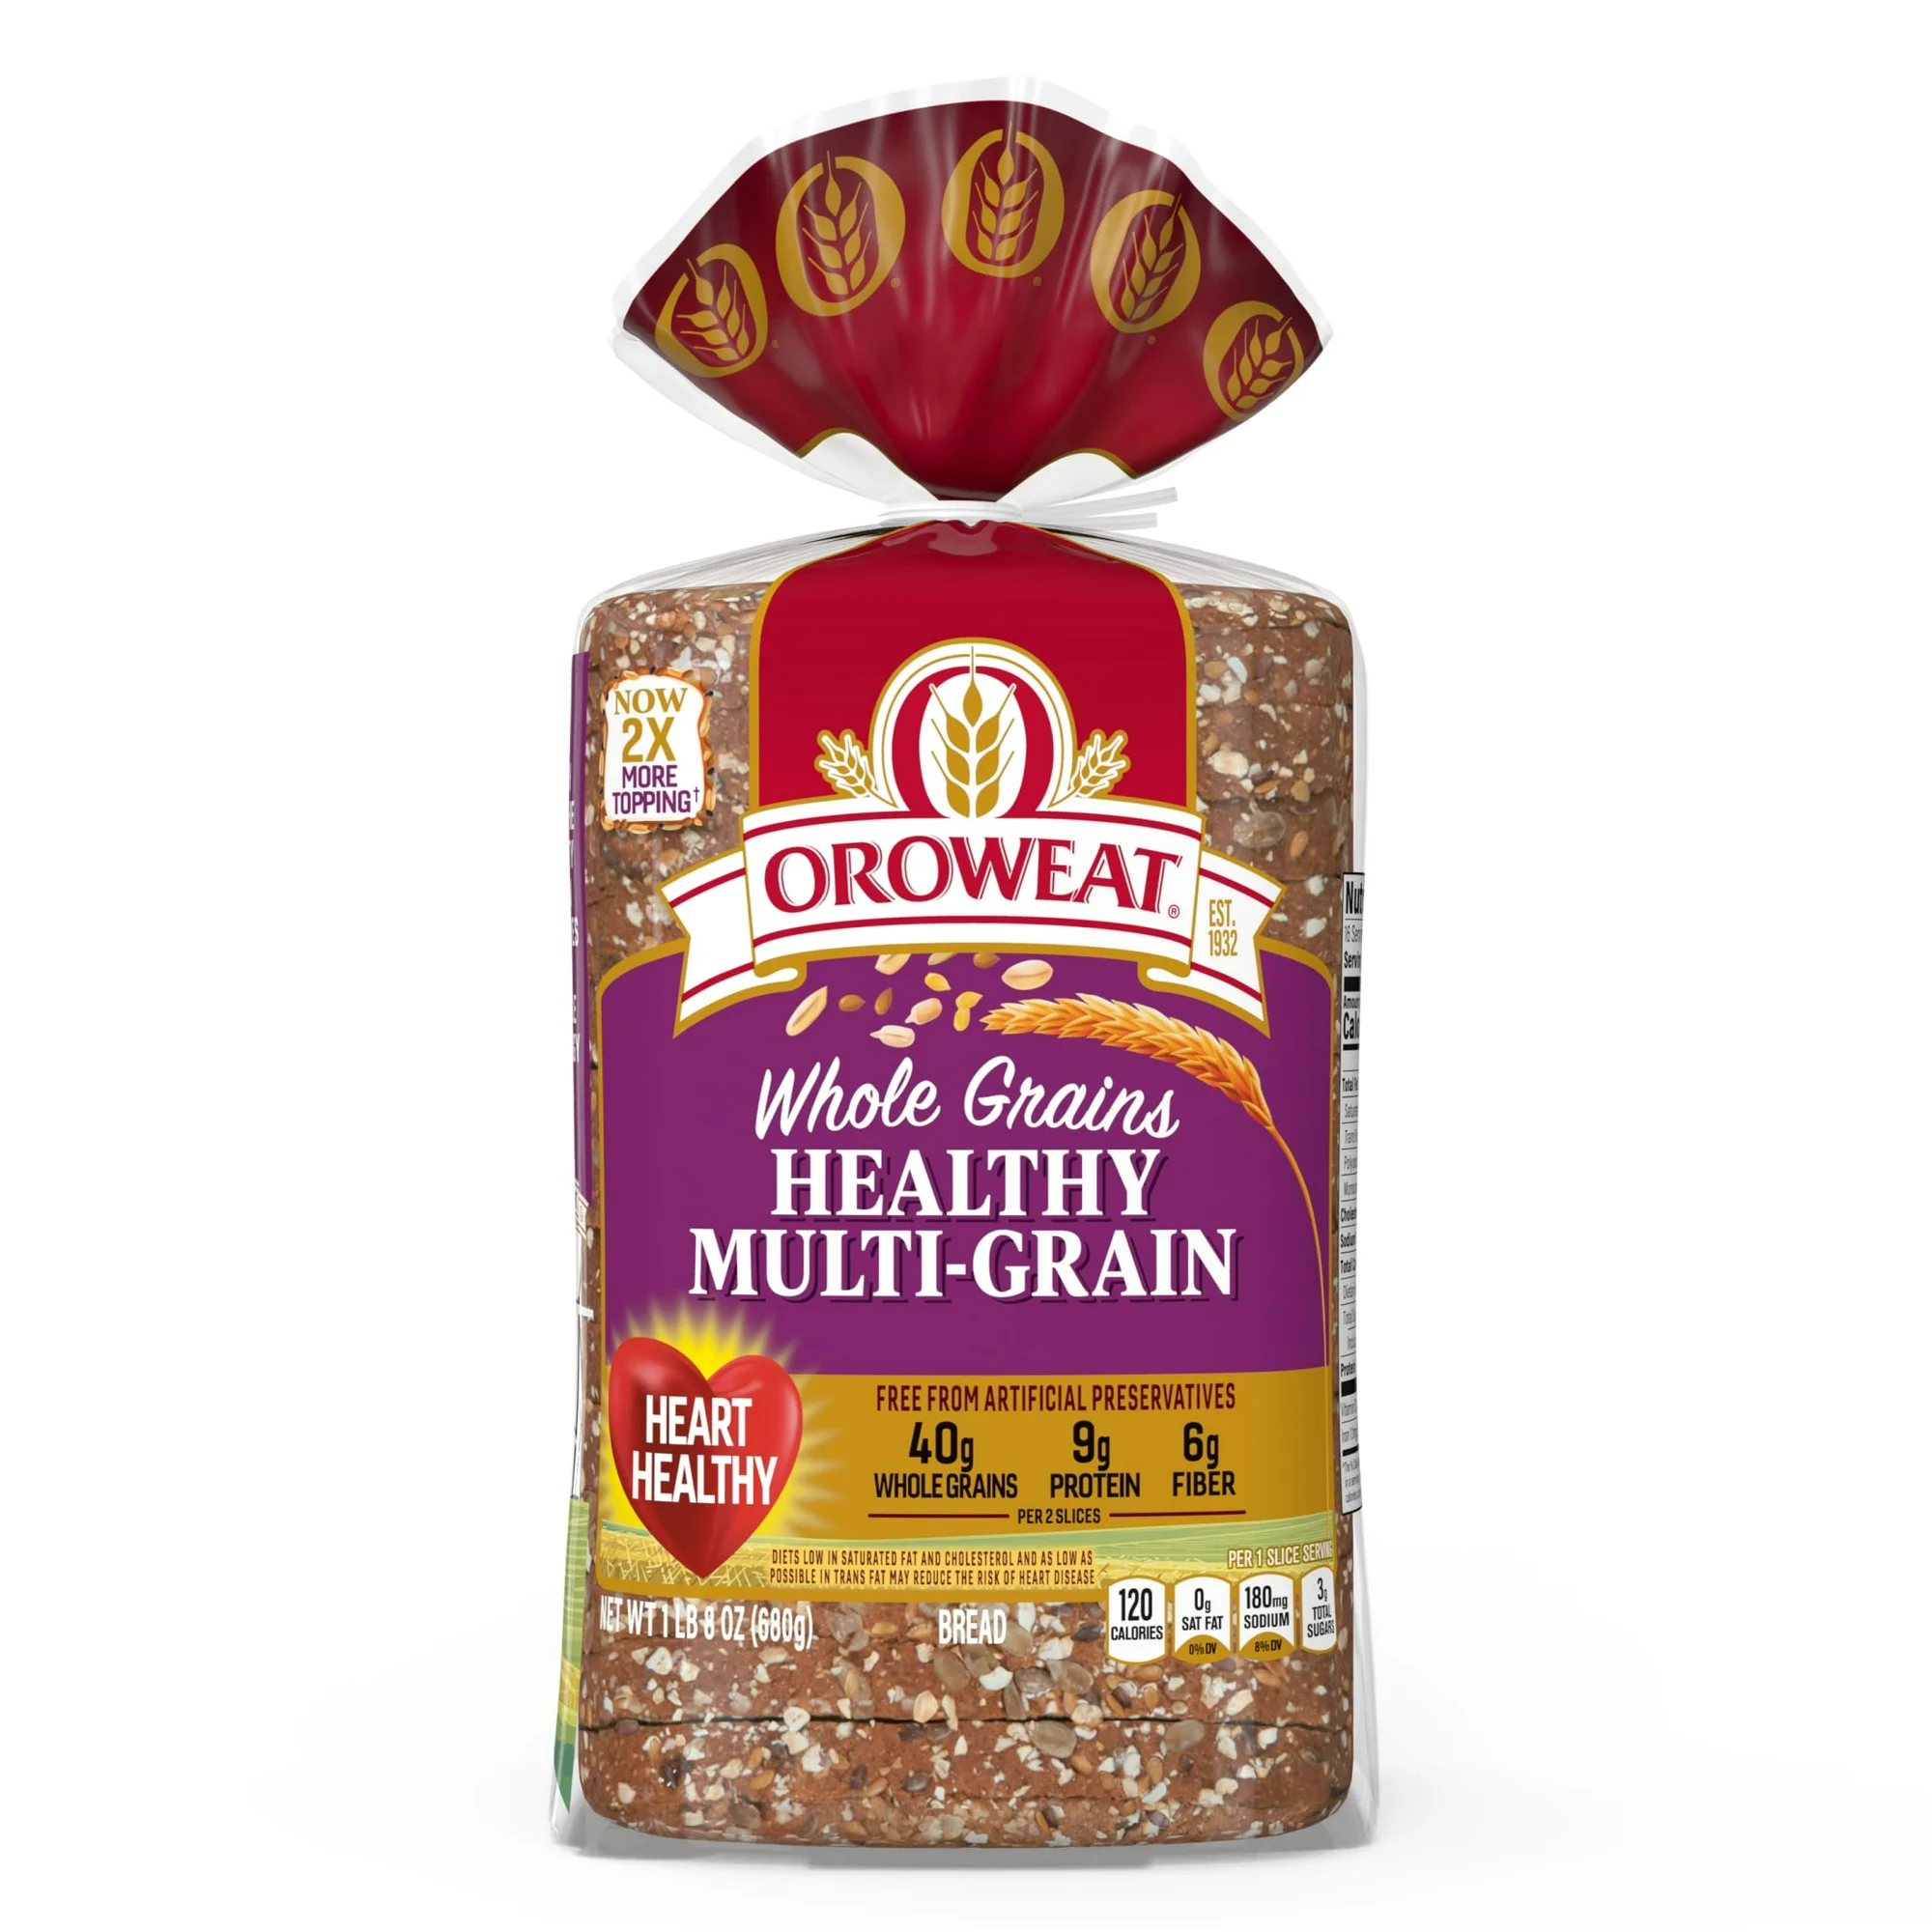 NOW
2X
MORE
TOPPING†
OROWEAT®
EST.
1932
Whole Grains
HEALTHY
MULTI-GRAIN
HEART
HEALTHY
FREE FROM ARTIFICIAL PRESERVATIVES
40g 9g 6g
WHOLE GRAINS PROTEIN FIBER
PER 2 SLICES
DIETS LOW IN SATURATED FAT AND CHOLESTEROL AND AS LOW AS
POSSIBLE IN TRANS FAT MAY REDUCE THE RISK OF HEART DISEASE
PER 1 SLICE SERVING
120
CALORIES
0g
SAT FAT
0% DV
180mg
SODIUM
8% DV
3g
TOTAL
SUGARS
NET WT 1 LB 8 OZ (680g)
BREAD